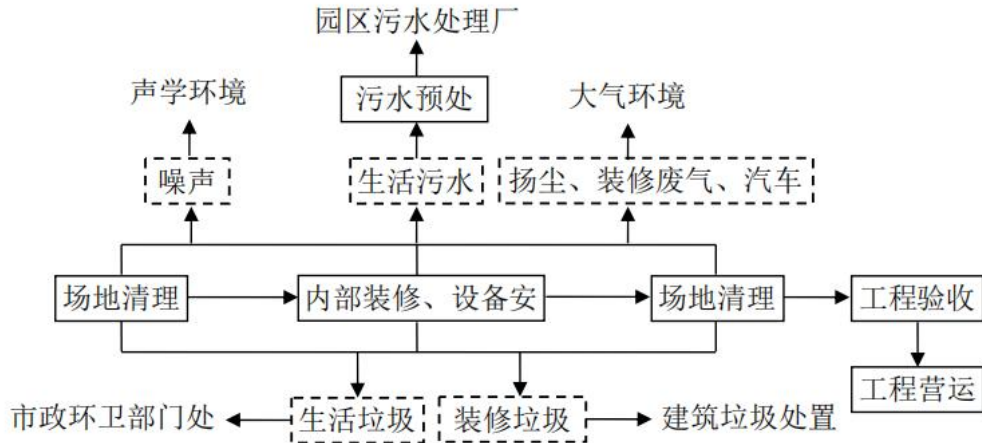 园区污水处理厂
声学环境
污水预处
大气环境
噪声
生活污水
扬尘、装修废气、汽车
场地清理
内部装修、设备安
场地清理
工程验收
工程营运
市政环卫部门处
生活垃圾
装修垃圾
建筑垃圾处置